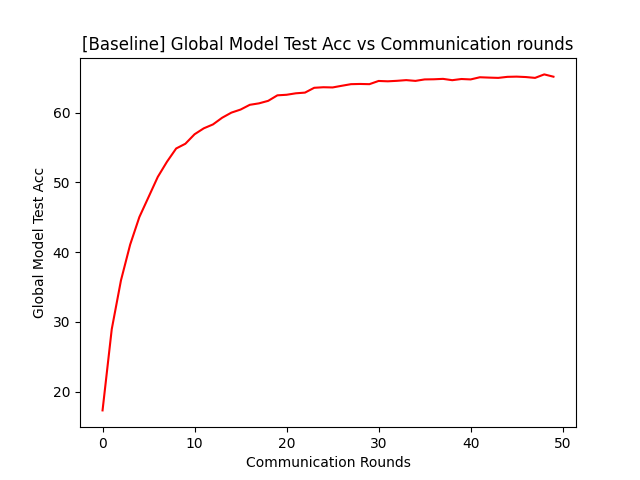 [Baseline] Global Model Test Acc vs Communication rounds
60
50
40
30
20
Global Model Test Acc
0 10 20 30 40 50
Communication Rounds